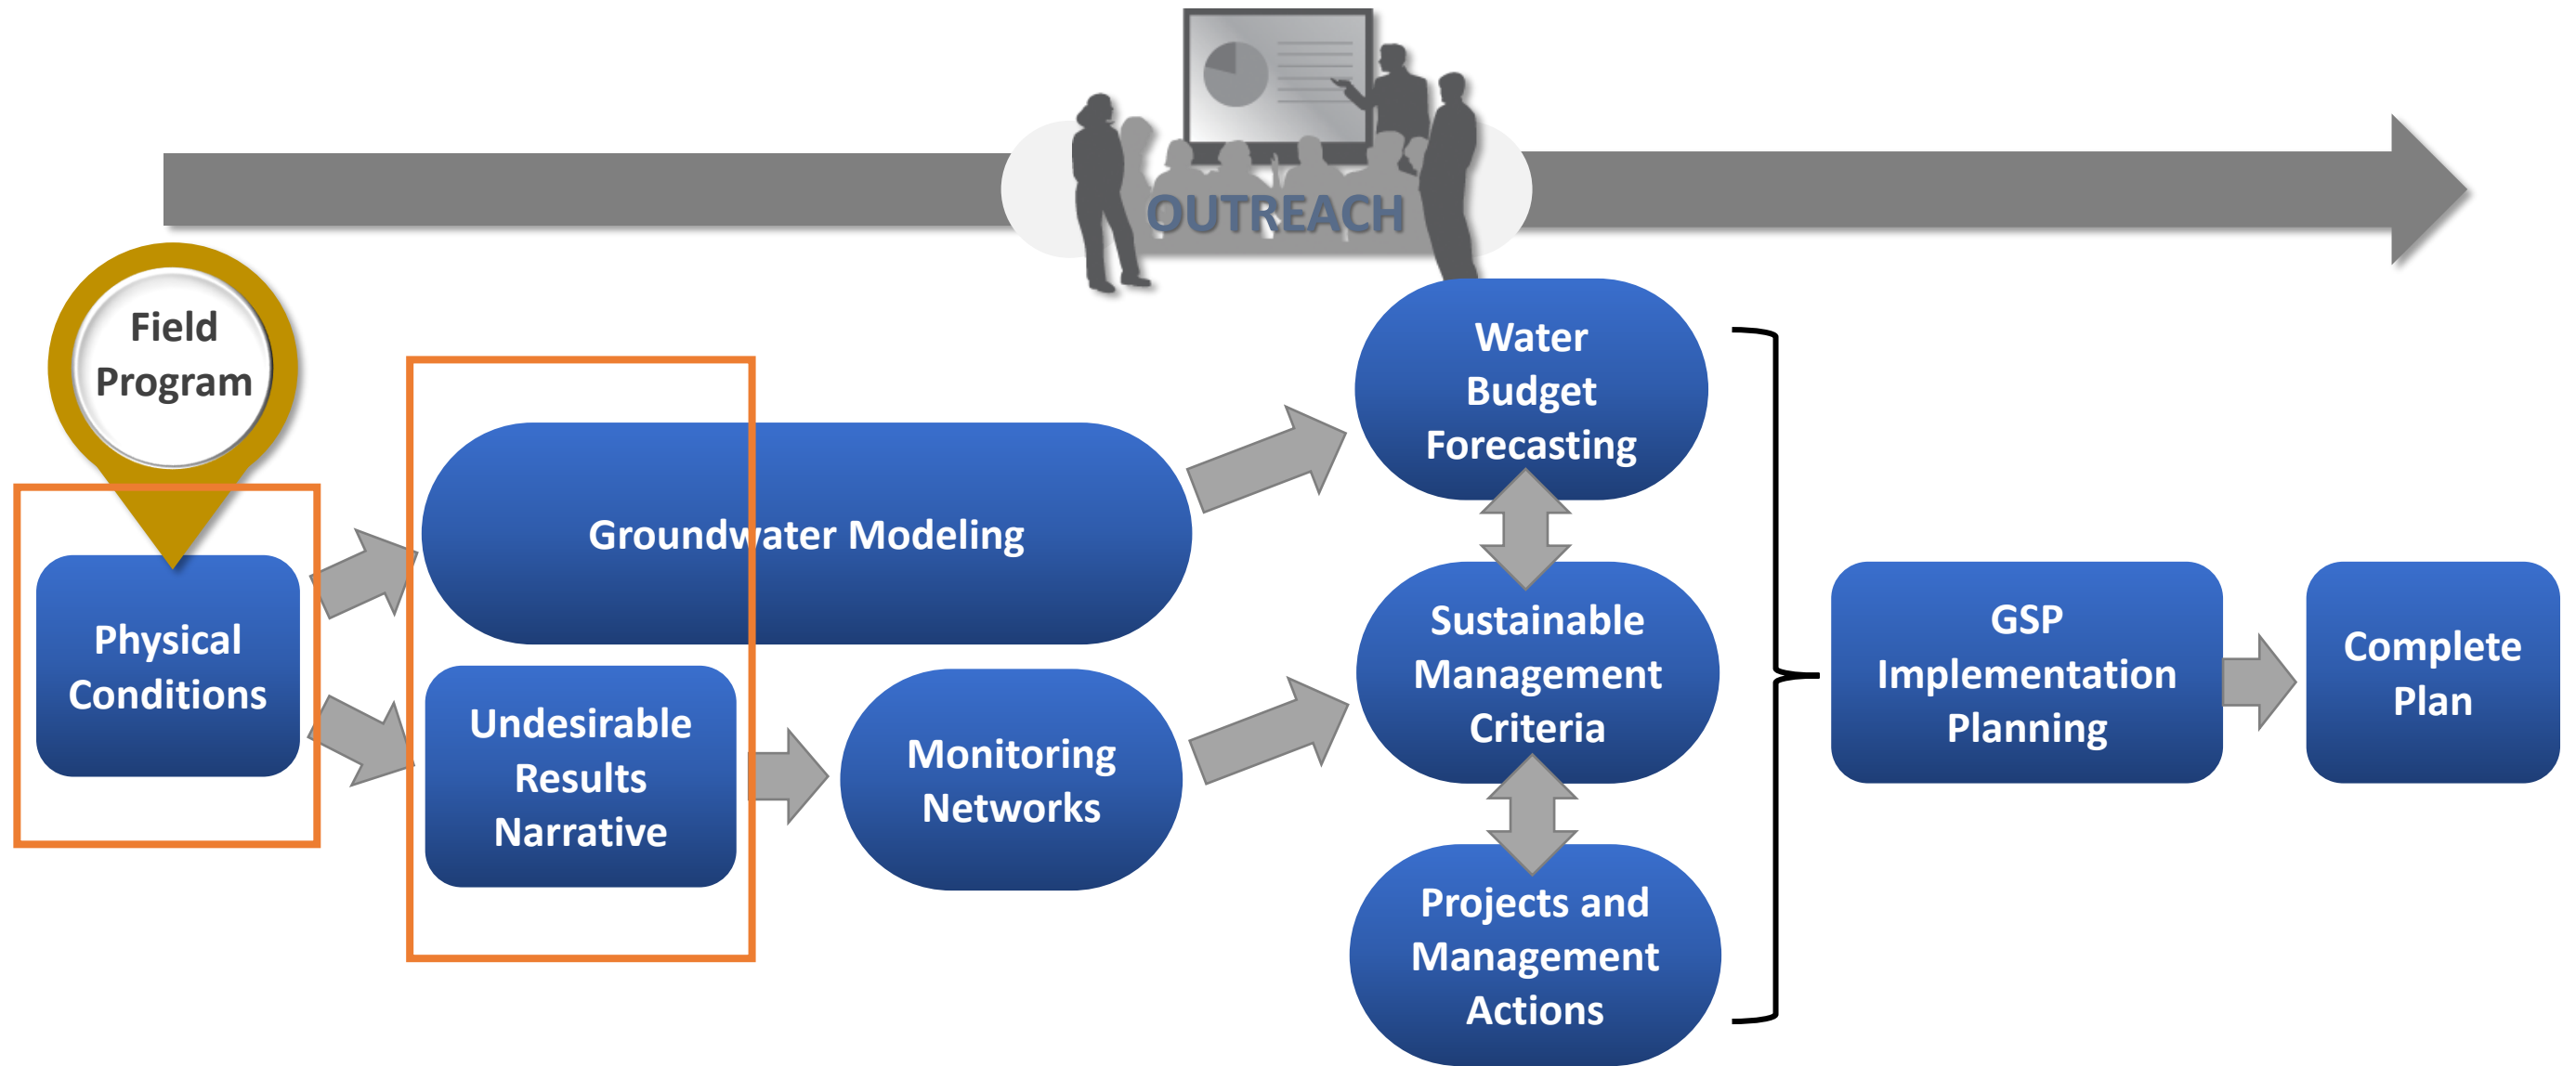 OUTREACH
Field
Program
Physical
Conditions
Groundwater Modeling
Undesirable
Results
Narrative
Monitoring
Networks
Water
Budget
Forecasting
Sustainable
Management
Criteria
Projects and
Management
Actions
GSP
Implementation
Planning
Complete
Plan